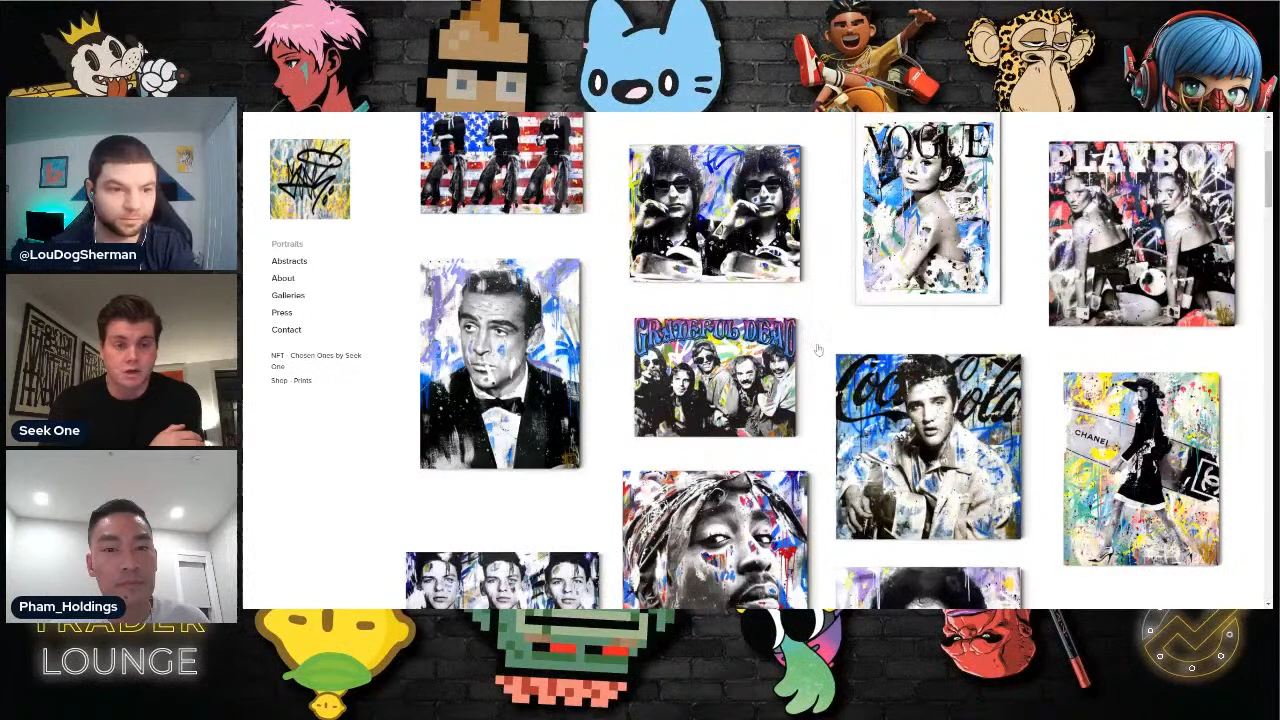 @LouDogSherman
Seek One
Pham_Holdings
TRADER
LOUNGE
Portraits
Abstracts
About
Galleries
Press
Contact
NFT - Chosen Ones by Seek
One
Shop - Prints
VOGUE
PLAYBOY
GRATEFUL DEAD
Coca Cola
CHANEL